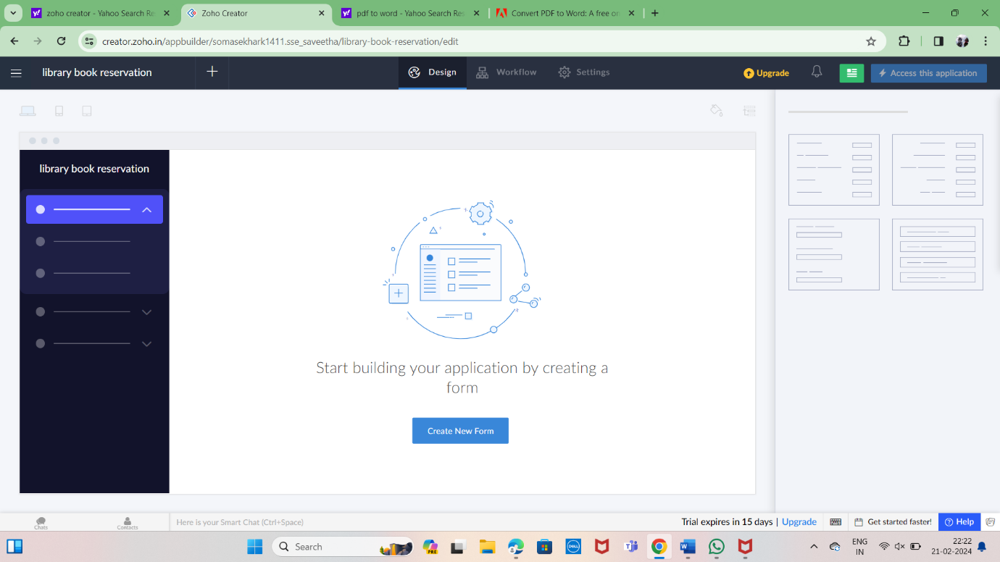 zoho creator - Yahoo Search Re
Zoho Creator
pdf to word - Yahoo Search Res
Convert PDF to Word: A free on
creator.zoho.in/appbuilder/somasekhark1411.sse_saveetha/library-book-reservation/edit
library book reservation
Design
Workflow
Settings
Upgrade
Access this application
library book reservation
Start building your application by creating a
form
Create New Form
Chats
Contacts
Here is your Smart Chat (Ctrl+Space)
Trial expires in 15 days | Upgrade
Get started faster!
Help
Search
PRE
DELL
ENG
IN
22:22
21-02-2024